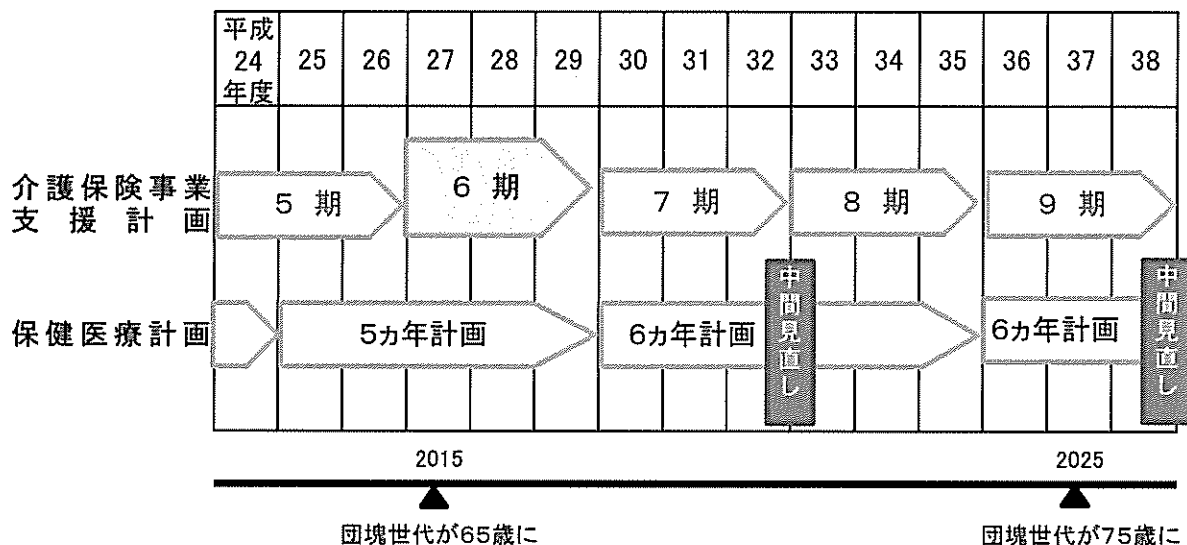 平成
24
年度
25 26 27 28 29 30 31 32 33 34 35 36 37 38
介護保険事業
支援計画
5 期
6 期
7 期
8 期
9 期
保健医療計画
5ヵ年計画
6ヵ年計画
中間見直し
6ヵ年計画
中間見直し
2015
2025
団塊世代が65歳に
団塊世代が75歳に